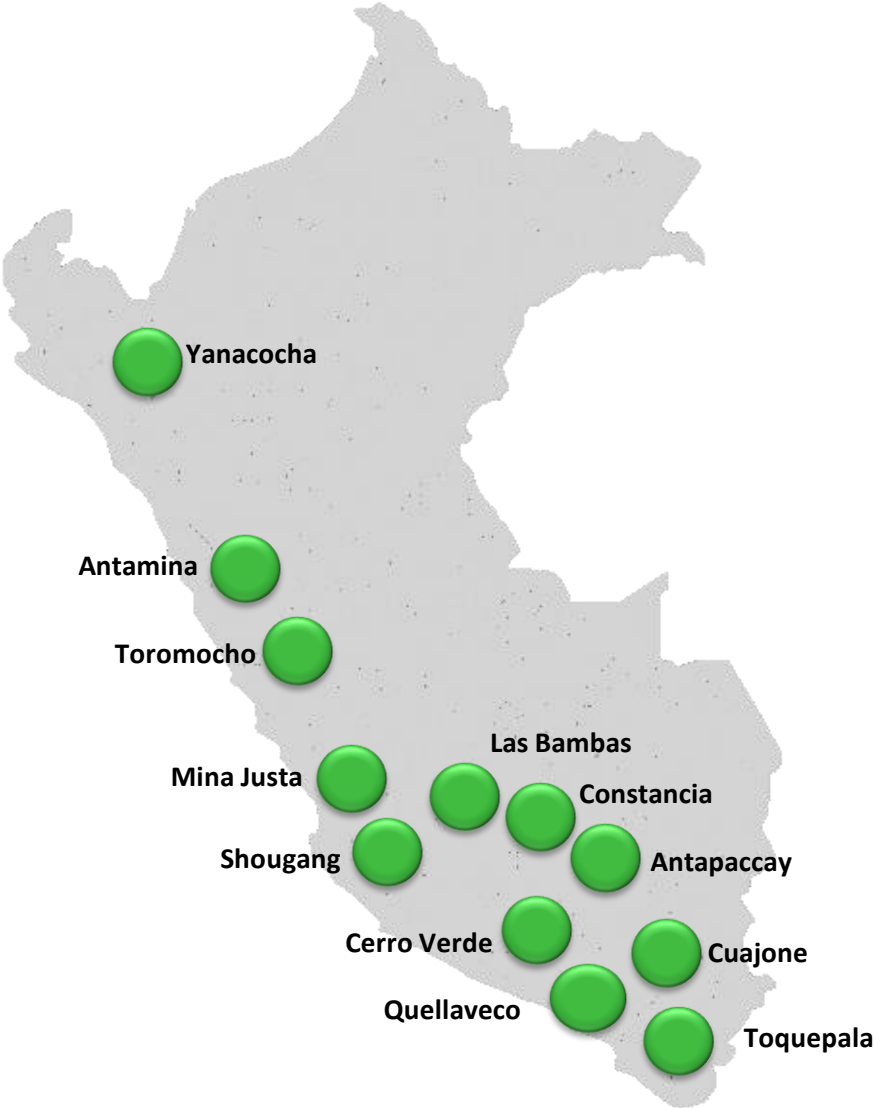 Yanacocha
Antamina
Toromocho
Las Bambas
Mina Justa
Constancia
Shougang
Antapaccay
Cerro Verde
Cuajone
Quellaveco
Toquepala